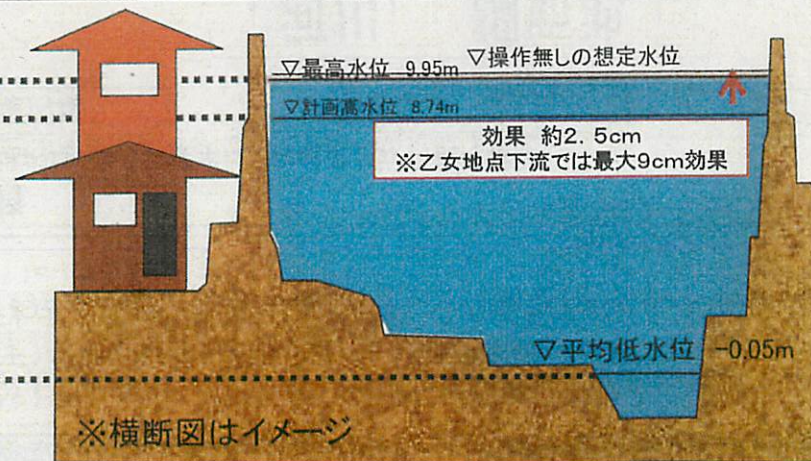 ▽最高水位 9.95m
▽操作無しの想定水位
▽計画高水位 8.74m
効果 約2.5cm
※乙女地点下流では最大9cm効果
▽平均低水位 -0.05m
※横断図はイメージ